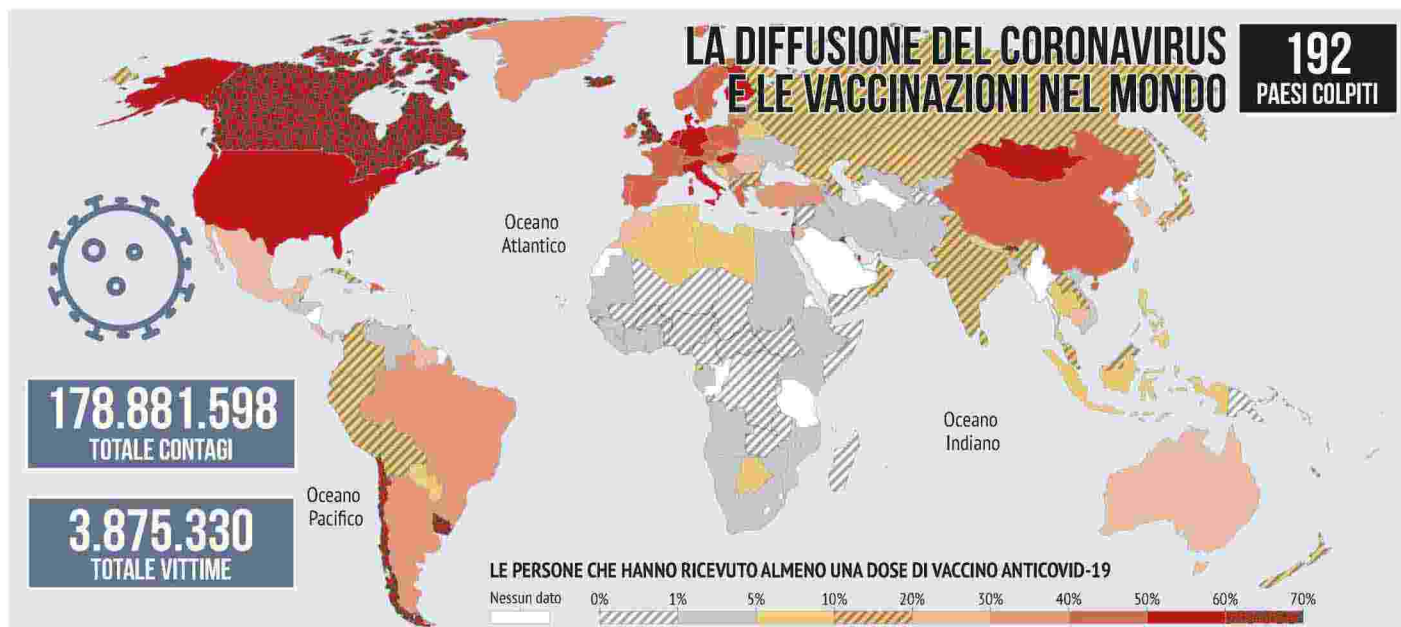 LA DIFFUSIONE DEL CORONAVIRUS
E LE VACCINAZIONI NEL MONDO
192
PAESI COLPITI
Oceano
Atlantico
178.881.598
TOTALE CONTAGI
Oceano
Indiano
Oceano
Pacifico
3.875.330
TOTALE VITTIME
LE PERSONE CHE HANNO RICEVUTO ALMENO UNA DOSE DI VACCINO ANTICOVID-19
Nessun dato 0% 1% 5% 10% 20% 30% 40% 50% 60% 70%